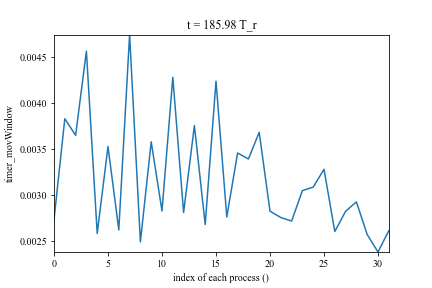 t = 185.98 T_r
timer_movWindow
0.0045
0.0040
0.0035
0.0030
0.0025
0 5 10 15 20 25 30
index of each process ()